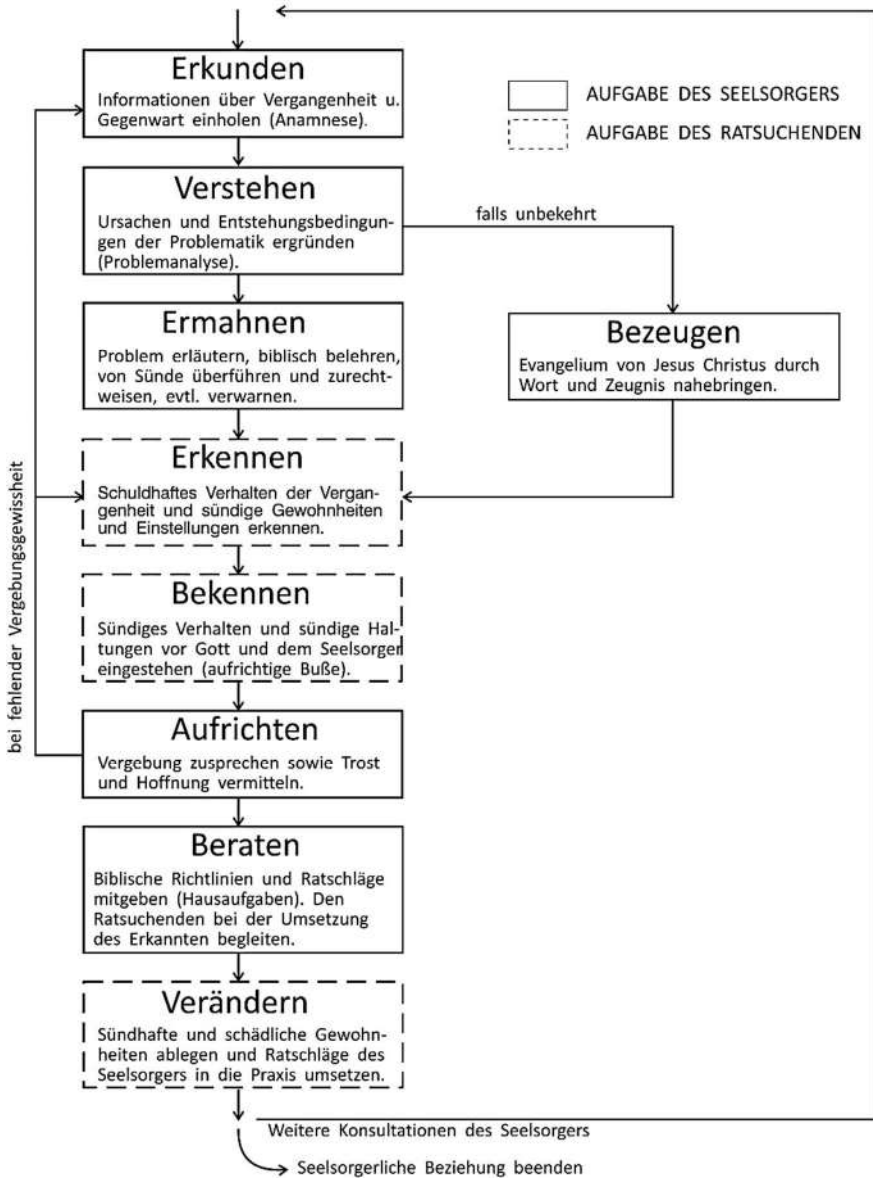 Erkunden
Informationen über Vergangenheit u.
Gegenwart einholen (Anamnese).
AUFGABE DES SEELSORGERS
AUFGABE DES RATSUCHENDEN
Verstehen
Ursachen und Entstehungsbedingun-
gen der Problematik ergründen
(Problemanalyse).
falls unbekehrt
Ermahnen
Problem erläutern, biblisch belehren,
von Sünde überführen und zurecht-
weisen, evtl. verwarnen.
Bezeugen
Evangelium von Jesus Christus durch
Wort und Zeugnis nahebringen.
Erkennen
Schuldhaftes Verhalten der Vergan-
genheit und sündige Gewohnheiten
und Einstellungen erkennen.
Bekennen
Sündiges Verhalten und sündige Hal-
tungen vor Gott und dem Seelsorger
eingestehen (aufrichtige Buße).
bei fehlender Vergebungsgewissheit
Aufrichten
Vergebung zusprechen sowie Trost
und Hoffnung vermitteln.
Beraten
Biblische Richtlinien und Ratschläge
mitgeben (Hausaufgaben). Den
Ratsuchenden bei der Umsetzung
des Erkannten begleiten.
Verändern
Sündhafte und schädliche Gewohn-
heiten ablegen und Ratschläge des
Seelsorgers in die Praxis umsetzen.
Weitere Konsultationen des Seelsorgers
Seelsorgerliche Beziehung beenden